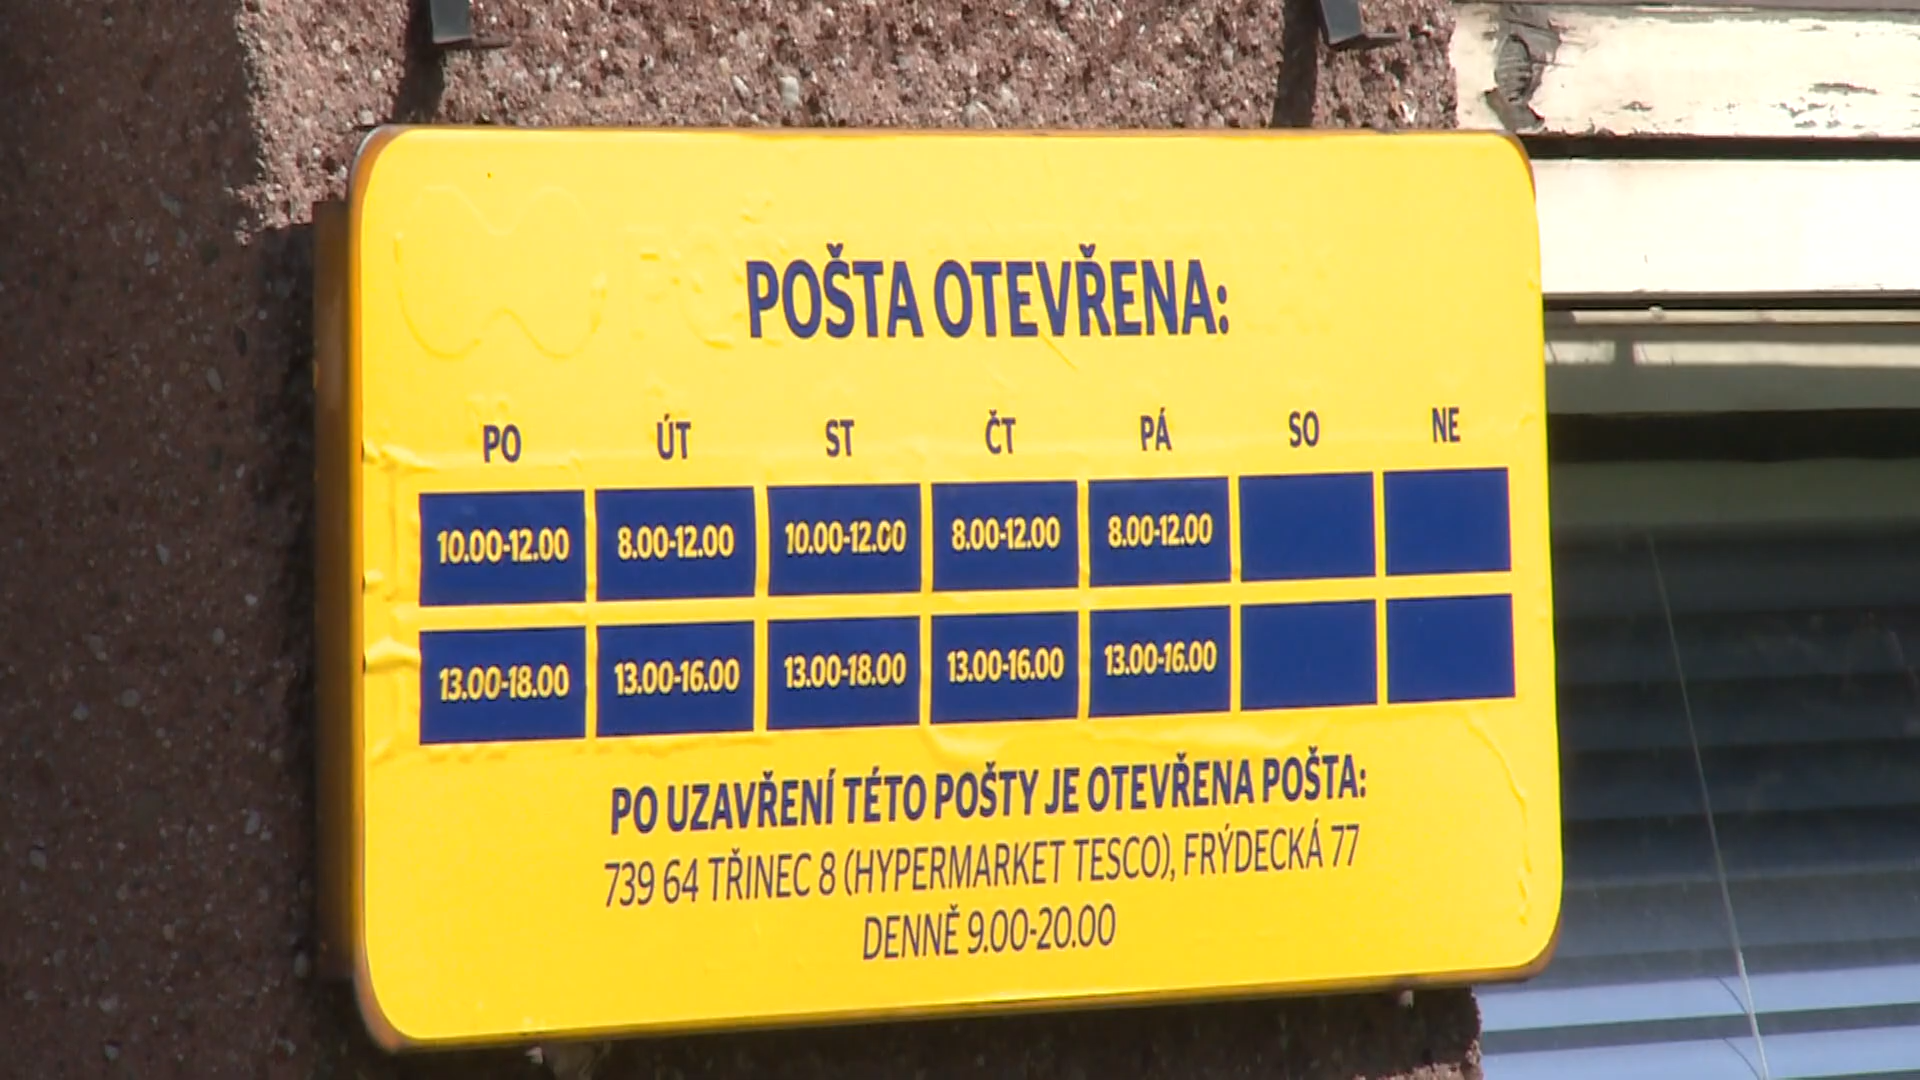 POŠTA OTEVŘENA:
PO ÚT ST ČT PÁ SO NE
10.00-12.00 8.00-12.00 10.00-12.00 8.00-12.00 8.00-12.00
13.00-18.00 13.00-16.00 13.00-18.00 13.00-16.00 13.00-16.00
PO UZAVŘENÍ TÉTO POŠTY JE OTEVŘENA POŠTA:
739 64 TŘINEC 8 (HYPERMARKET TESCO), FRÝDECKÁ 77
DENNĚ 9.00-20.00